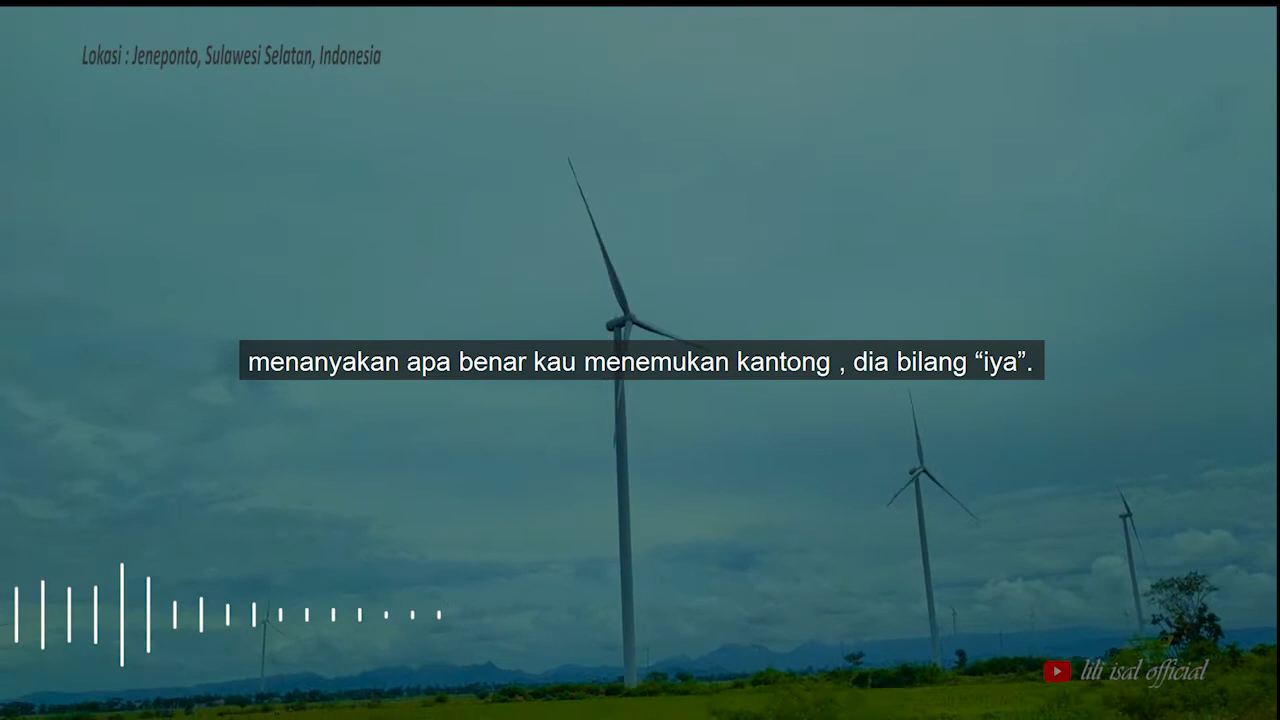 Lokasi : Jeneponto, Sulawesi Selatan, Indonesia
menanyakan apa benar kau menemukan kantong , dia bilang “iya”.
lili isal official